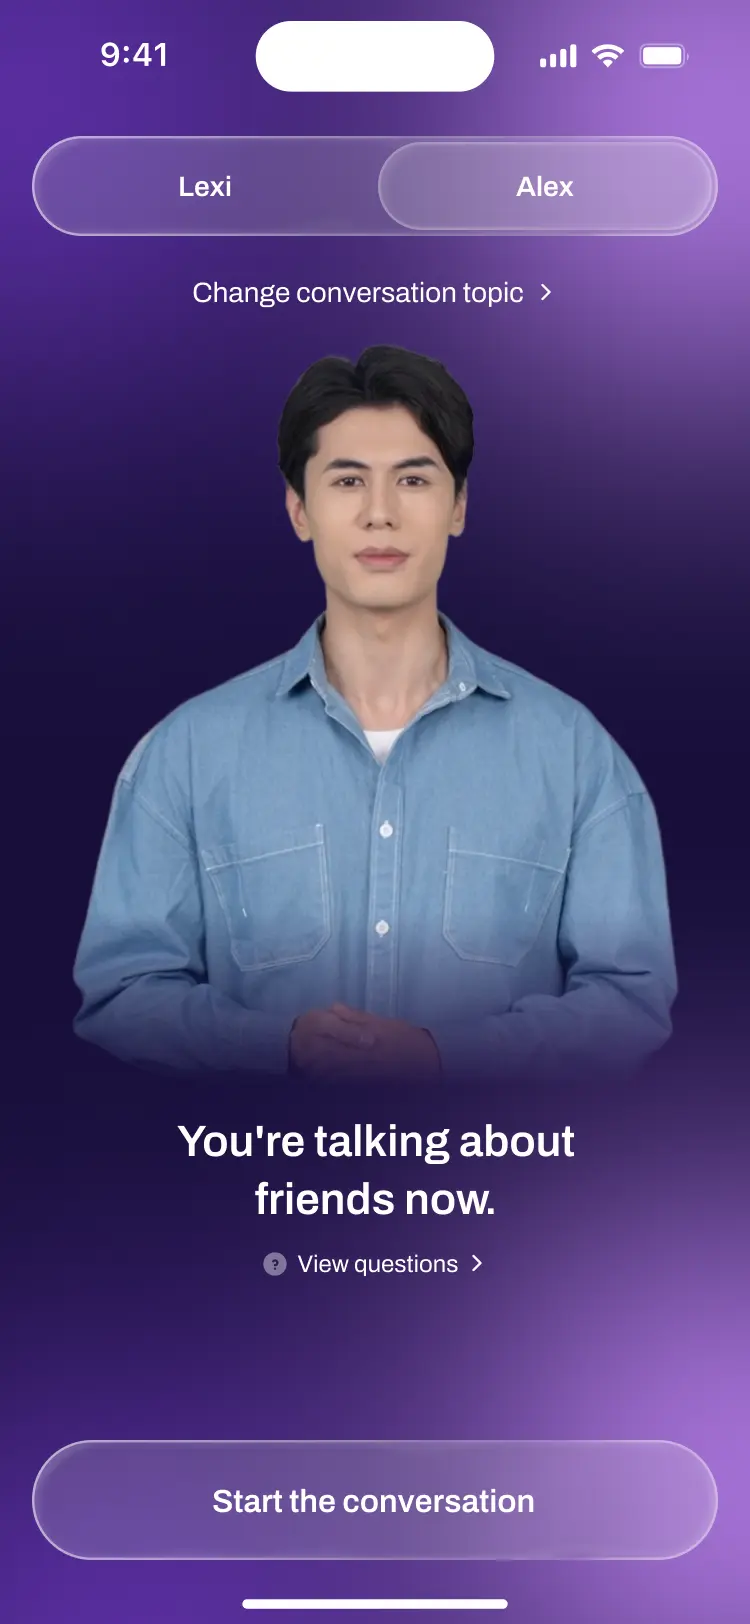 9:41
Lexi
Alex
Change conversation topic
You're talking about
friends now.
? View questions
Start the conversation